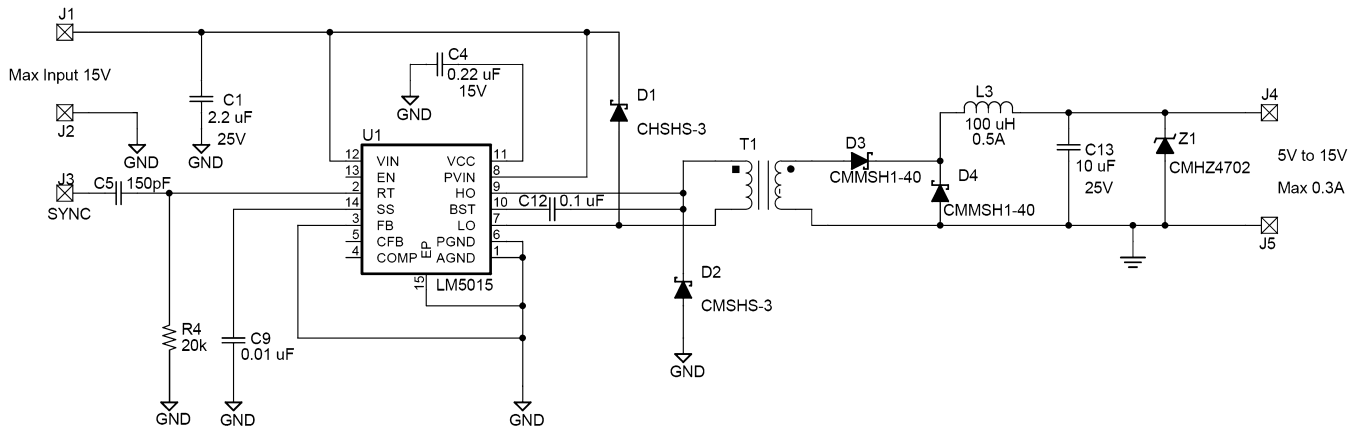 J1
Max Input 15V
J2
GND
C1
2.2 uF
25V
GND
J3
SYNC
C5 150pF
R4
20k
GND
C9
0.01 uF
GND
C4
0.22 uF
15V
GND
U1
12 VIN VCC 11
13 EN PVIN 8
2 RT HO 9
14 SS BST 10
3 FB LO 7
5 CFB PGND 6
4 COMP AGND 1
EP
15
LM5015
GND
C12 0.1 uF
D1
CHSHS-3
D2
CMSHS-3
GND
T1
D3
CMMSH1-40
D4
CMMSH1-40
L3
100 uH
0.5A
C13
10 uF
25V
Z1
CMHZ4702
J4
5V to 15V
Max 0.3A
J5